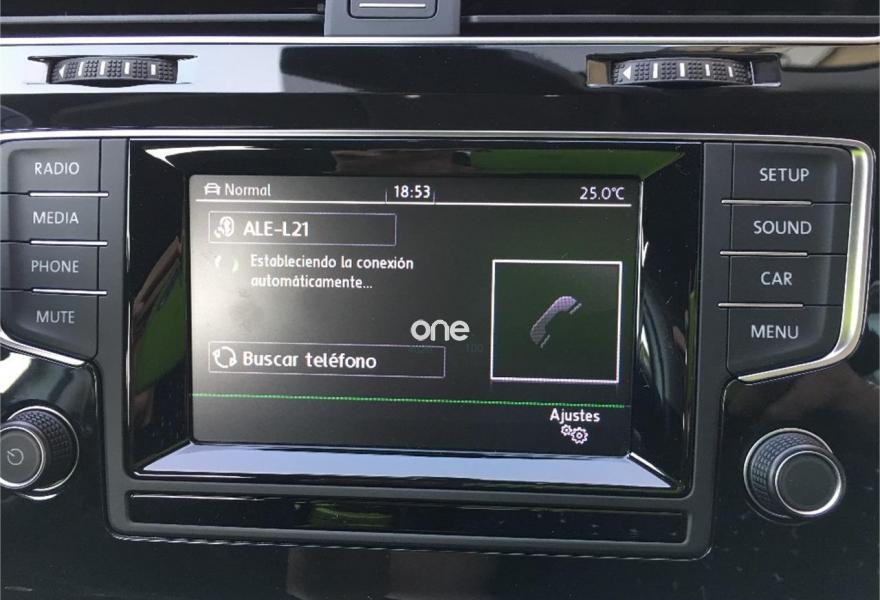 RADIO
MEDIA
PHONE
MUTE
Normal
18:53
25.0°C
ALE-L21
Estableciendo la conexión
automáticamente...
one
Buscar teléfono
100
Ajustes
SETUP
SOUND
CAR
MENU